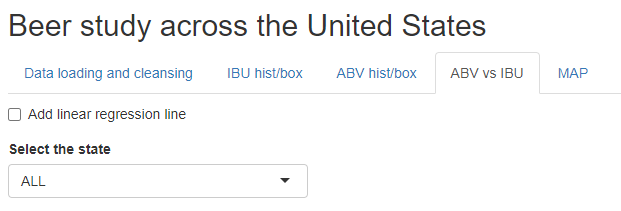 Beer study across the United States
Data loading and cleansing IBU hist/box ABV hist/box ABV vs IBU MAP
Add linear regression line
Select the state
ALL